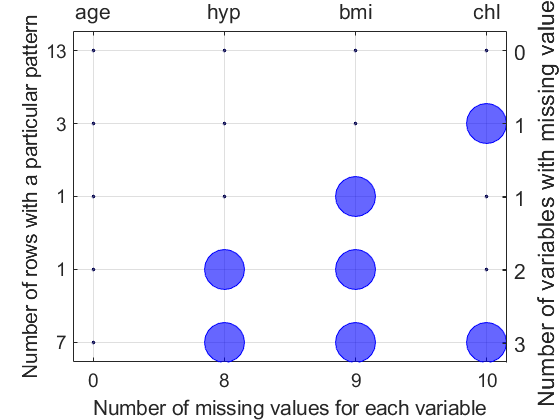 age hyp bmi chl
Number of rows with a particular pattern
13 0
3 1
1 1
1 2
7 3
Number of variables with missing value
0 8 9 10
Number of missing values for each variable